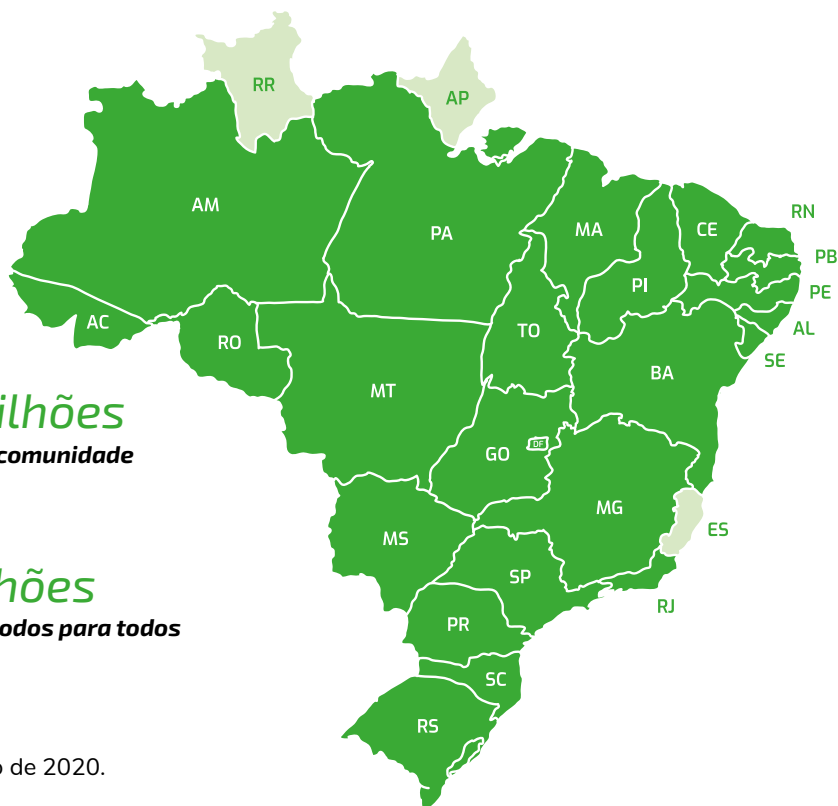 RR
AP
AM
PA
MA
CE
RN
PB
PE
AL
SE
PI
AC
RO
TO
BA
MT
ilhões
comunidade
GO
DF
MG
ES
MS
SP
RJ
hões
odos para todos
PR
SC
RS
de 2020.